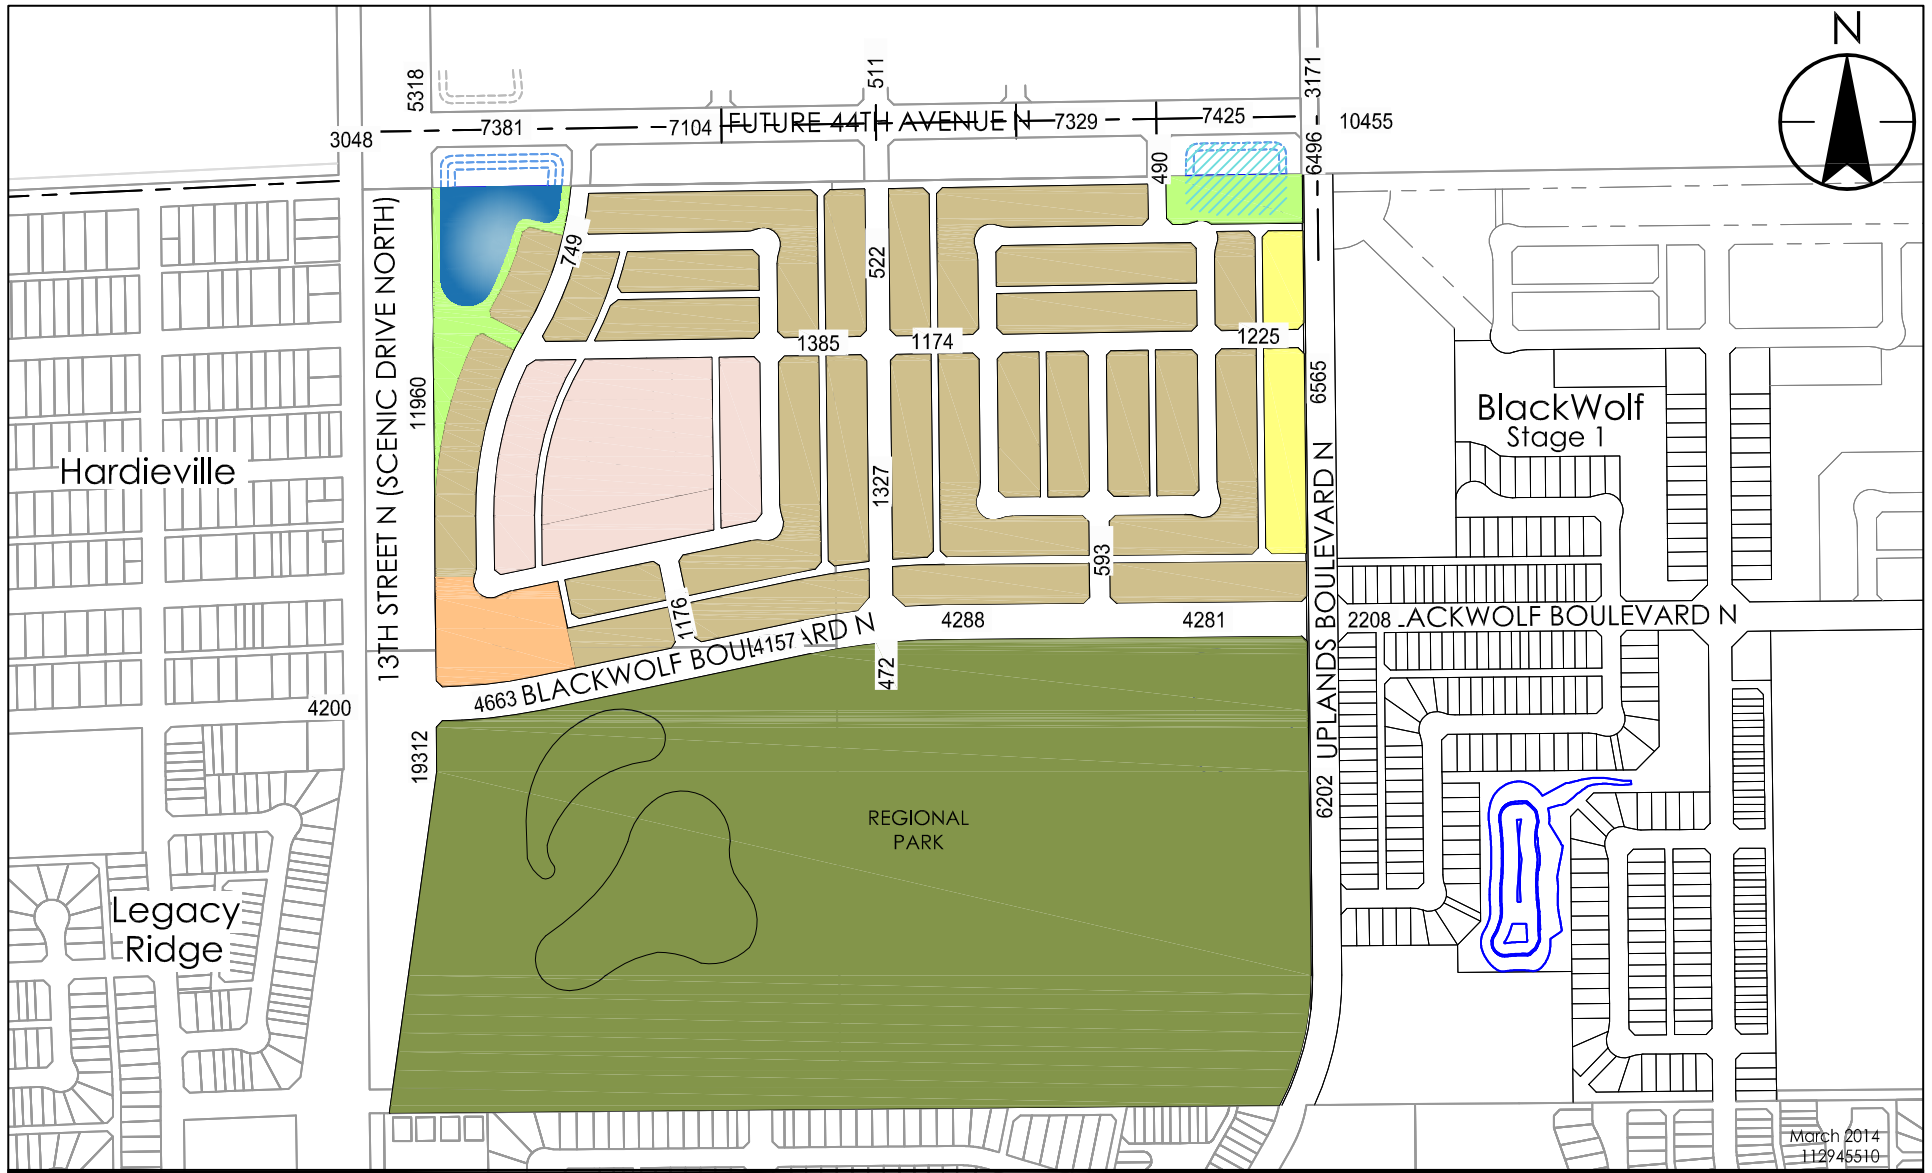 N
5318
511
3171
3048
7381
7104
FUTURE 44TH AVENUE N
7329
7425
6496
10455
490
749
522
13TH STREET N (SCENIC DRIVE NORTH)
1385
1174
1225
11960
6565
BlackWolf
Stage 1
Hardieville
1327
UPLANDS BOULEVARD N
593
1176
4288
4281
2208
ACKWOLF BOULEVARD N
4157
ARD N
472
4663
BLACKWOLF BOUL
4200
19312
6202
REGIONAL
PARK
Legacy
Ridge
March 2014
112945510